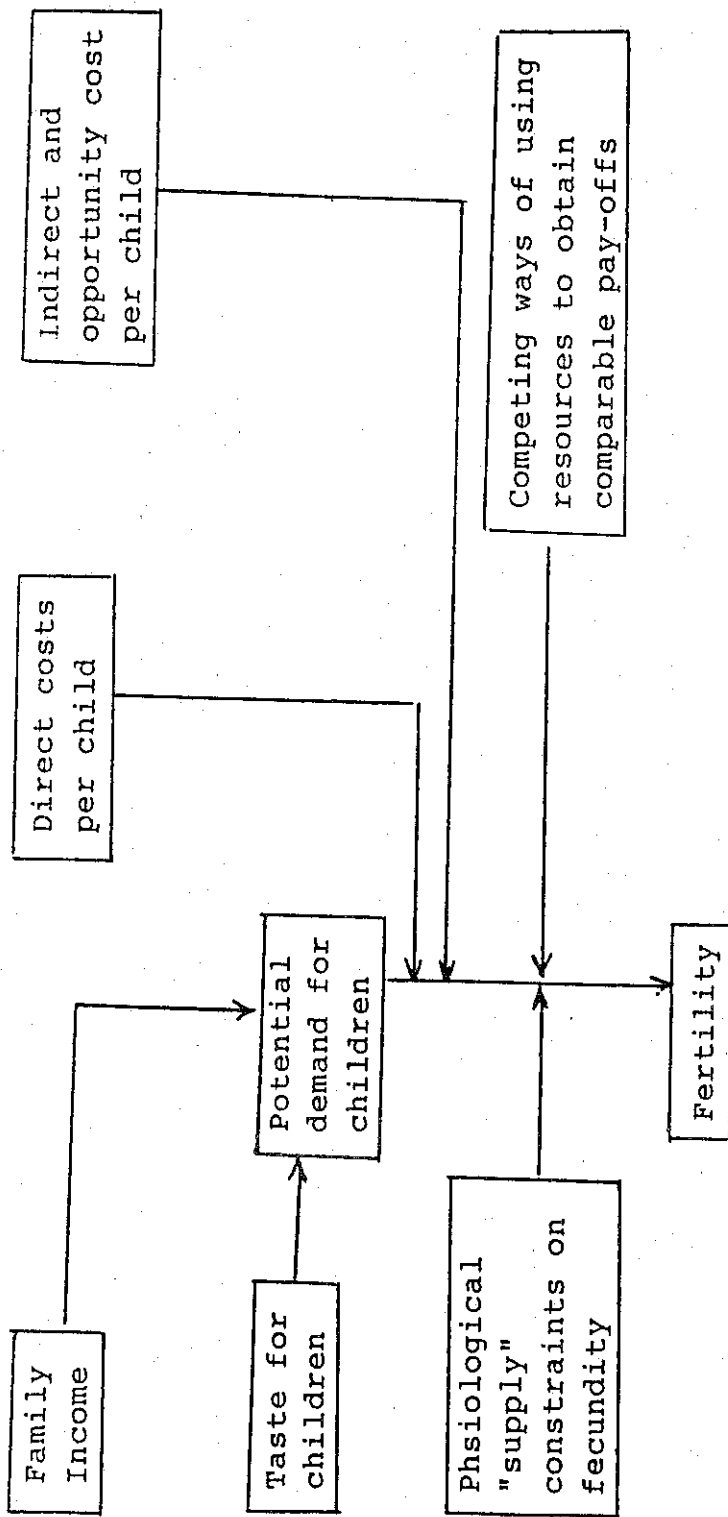 Family
Income
Direct costs
per child
Indirect and
opportunity cost
per child
Taste for
children
Potential
demand for
children
Phsiological
"supply"
constraints on
fecundity
Competing ways of using
resources to obtain
comparable pay-offs
Fertility